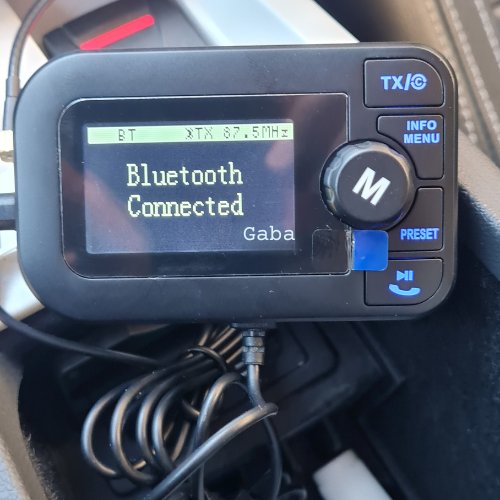 BT TX 87.5MHz
Bluetooth
Connected
Gaba
TX/C
INFO
MENU
M
PRESET